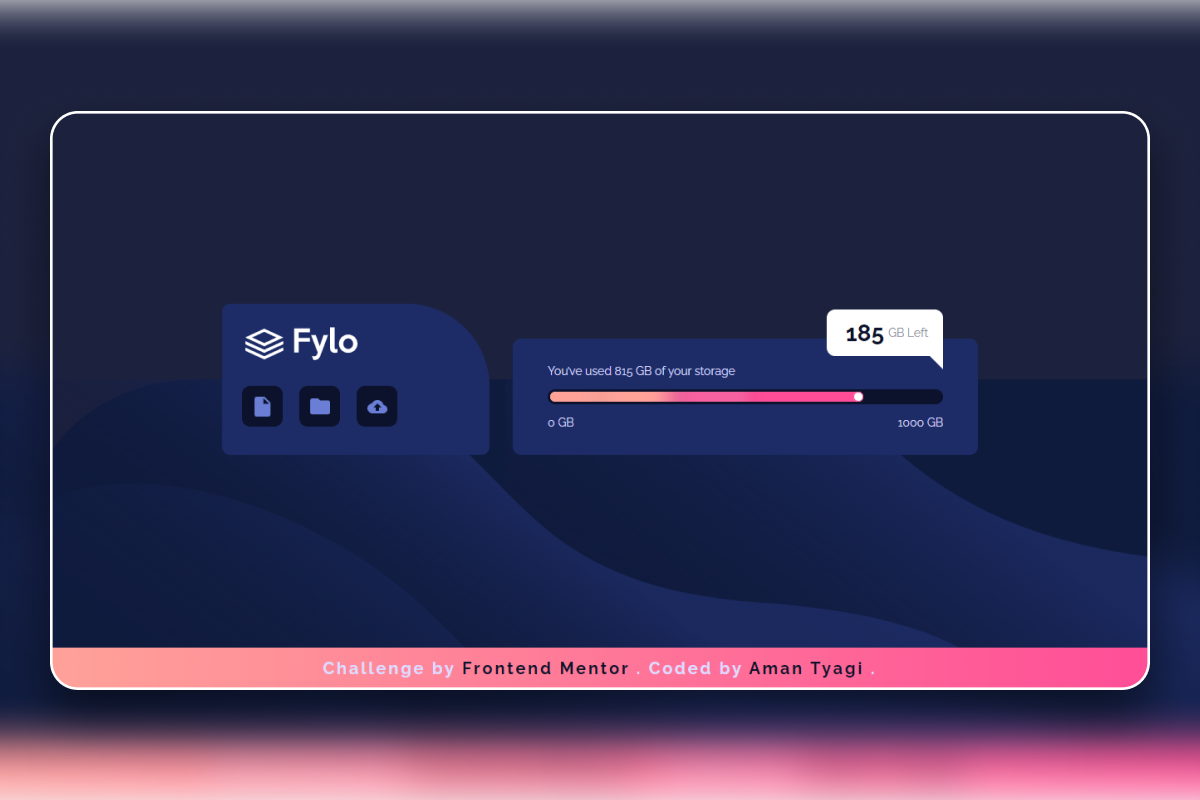 Fylo
185 GB Left
You've used 815 GB of your storage
0 GB
1000 GB
Challenge by Frontend Mentor . Coded by Aman Tyagi .